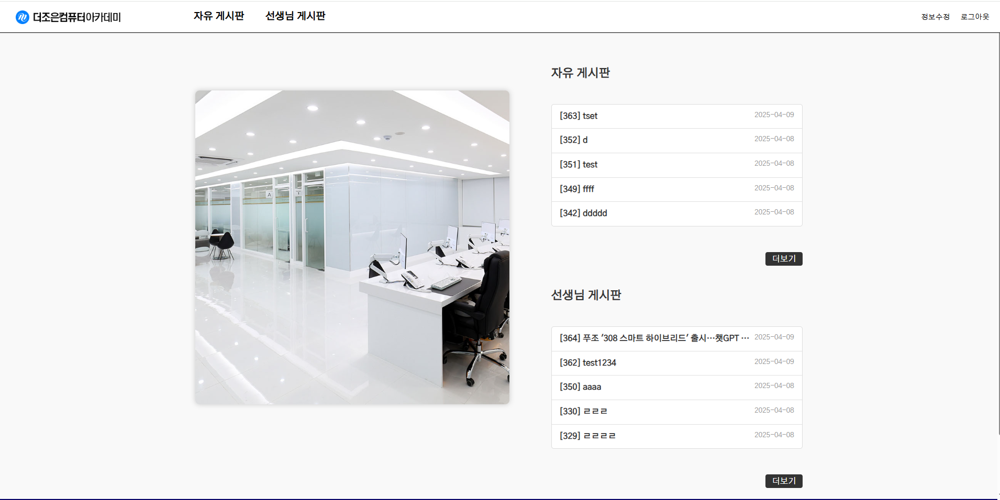 더조은컴퓨터아카데미
자유 게시판
선생님 게시판
정보수정
로그아웃
자유 게시판
[363] tset 2025-04-09
[352] d 2025-04-08
[351] test 2025-04-08
[349] ffff 2025-04-08
[342] ddddd 2025-04-08
더보기
선생님 게시판
[364] 푸조 '308 스마트 하이브리드' 출시…챗GPT … 2025-04-09
[362] test1234 2025-04-09
[350] aaaa 2025-04-08
[330] ㄹㄹㄹ 2025-04-08
[329] ㄹㄹㄹㄹ 2025-04-08
더보기
A
1